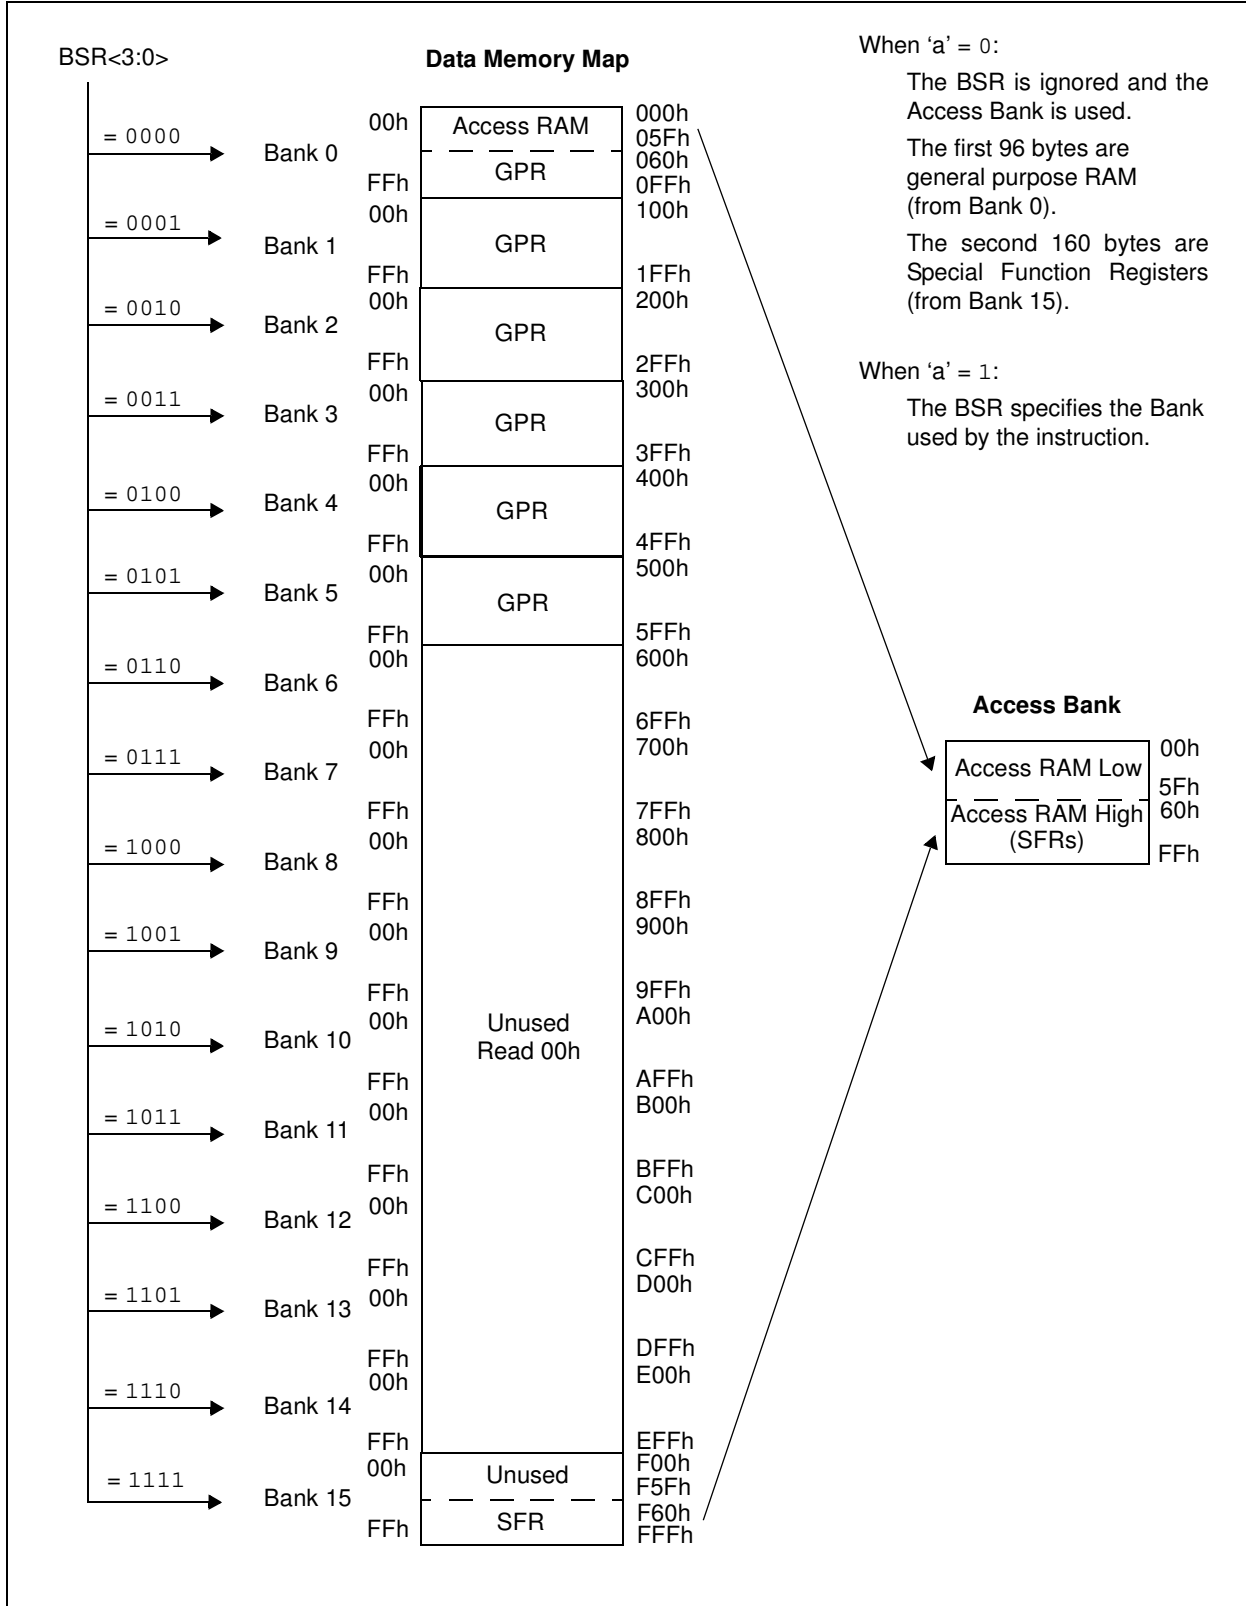 BSR<3:0>
Data Memory Map
= 0000
Bank 0
00h
Access RAM
000h
05Fh
FFh
GPR
060h
0FFh
= 0001
Bank 1
00h
GPR
100h
FFh
1FFh
= 0010
Bank 2
00h
GPR
200h
FFh
2FFh
= 0011
Bank 3
00h
GPR
300h
FFh
3FFh
= 0100
Bank 4
00h
GPR
400h
FFh
4FFh
= 0101
Bank 5
00h
GPR
500h
FFh
5FFh
= 0110
Bank 6
00h
600h
FFh
6FFh
= 0111
Bank 7
00h
700h
FFh
7FFh
= 1000
Bank 8
00h
800h
FFh
8FFh
= 1001
Bank 9
00h
900h
FFh
9FFh
= 1010
Bank 10
00h
Unused
Read 00h
A00h
FFh
AFFh
= 1011
Bank 11
00h
B00h
FFh
BFFh
= 1100
Bank 12
00h
C00h
FFh
CFFh
= 1101
Bank 13
00h
D00h
FFh
DFFh
= 1110
Bank 14
00h
E00h
FFh
EFFh
= 1111
Bank 15
00h
Unused
F00h
F5Fh
FFh
SFR
F60h
FFFh
When ‘a’ = 0:
The BSR is ignored and the
Access Bank is used.
The first 96 bytes are
general purpose RAM
(from Bank 0).
The second 160 bytes are
Special Function Registers
(from Bank 15).
When ‘a’ = 1:
The BSR specifies the Bank
used by the instruction.
Access Bank
Access RAM Low
00h
5Fh
Access RAM High
(SFRs)
60h
FFh